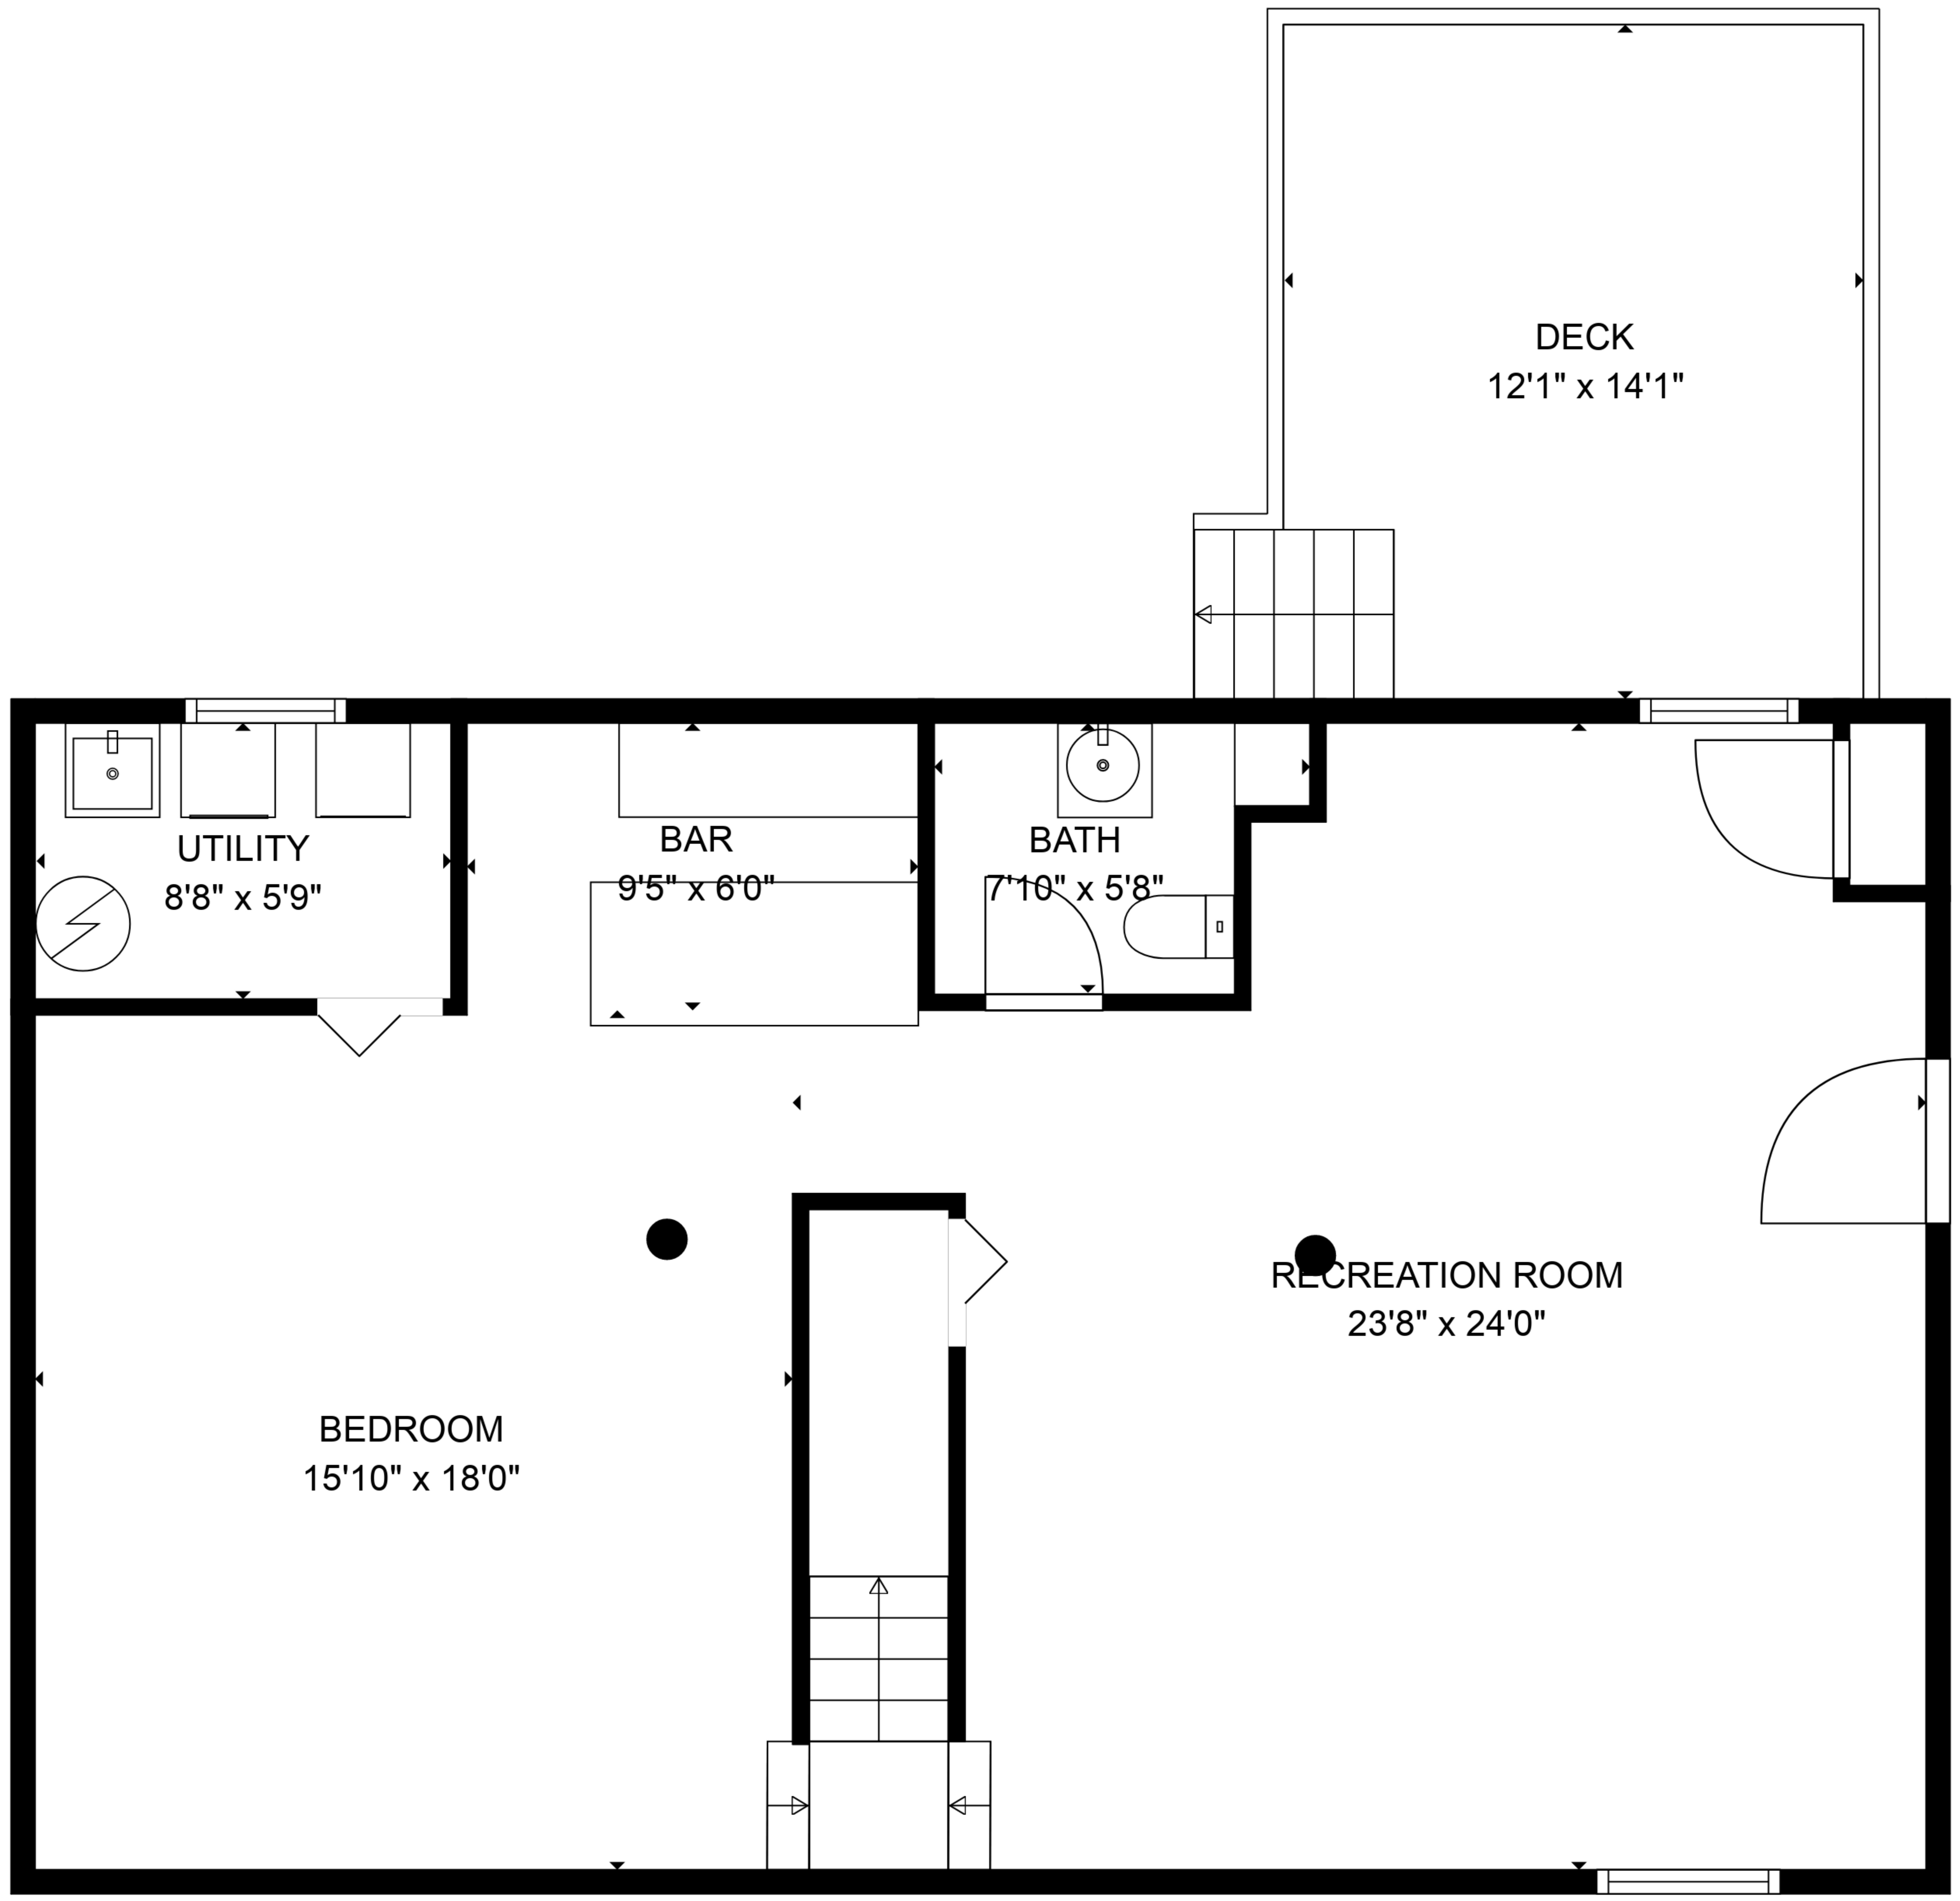 DECK
12'1" x 14'1"
UTILITY
8'8" x 5'9"
BAR
9'5" x 6'0"
BATH
7'10" x 5'8"
RECREATION ROOM
23'8" x 24'0"
BEDROOM
15'10" x 18'0"